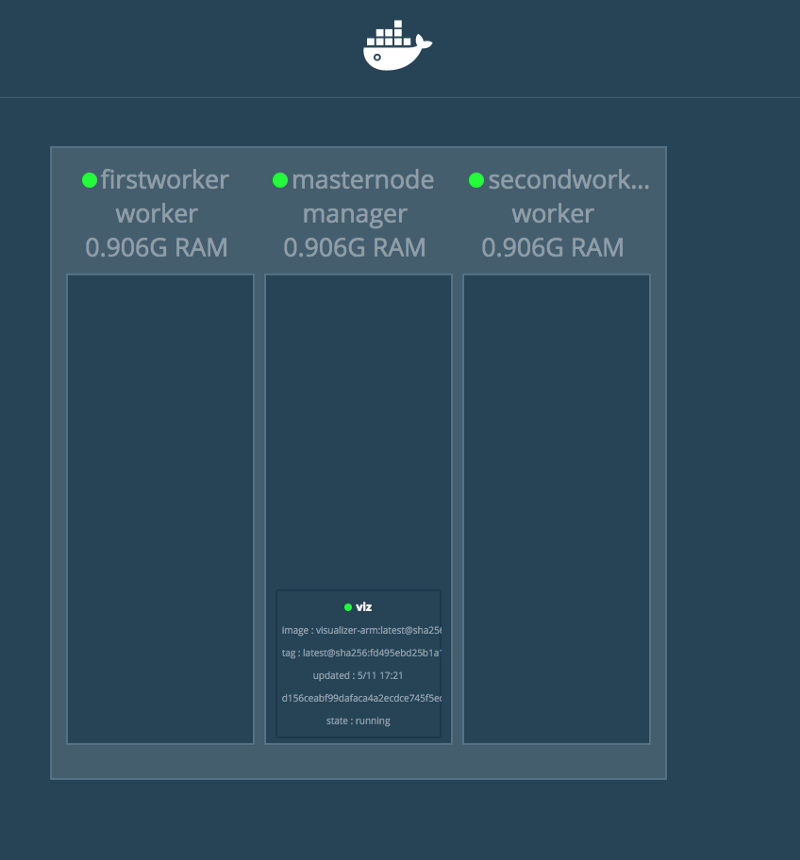 firstworker
worker
0.906G RAM
masternode
manager
0.906G RAM
secondwork...
worker
0.906G RAM
viz
image : visualizer-arm:latest@sha256
tag : latest@sha256:fd495ebd25b1a
updated : 5/11 17:21
d156ceabf99dafaca4a2ecdce745f5e
state : running